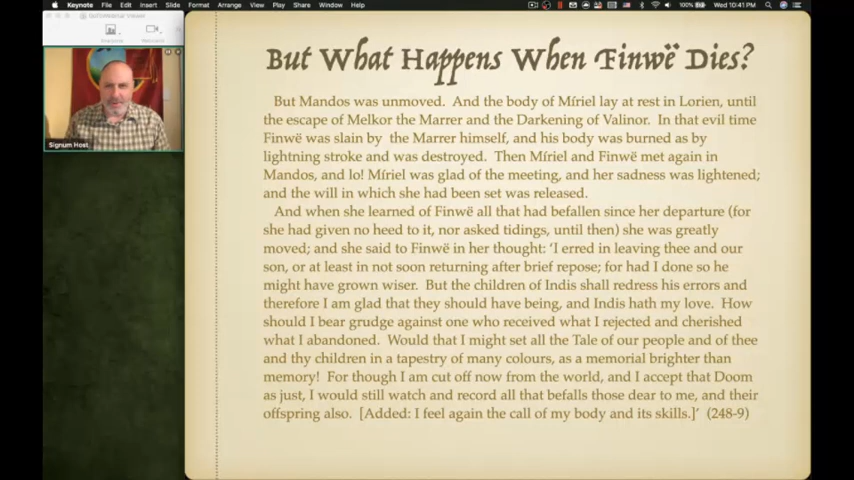 Keynote File Edit Insert Slide Format Arrange View Play Share Window Help 100% Wed 10:41 PM
But What Happens When Finwë Dies?
But Mandos was unmoved. And the body of Míriel lay at rest in Lorien, until
the escape of Melkor the Marrer and the Darkening of Valinor. In that evil time
Finwë was slain by the Marrer himself, and his body was burned as by
lightning stroke and was destroyed. Then Míriel and Finwë met again in
Mandos, and lo! Míriel was glad of the meeting, and her sadness was lightened;
and the will in which she had been set was released.
And when she learned of Finwë all that had befallen since her departure (for
she had given no heed to it, nor asked tidings, until then) she was greatly
moved; and she said to Finwë in her thought: 'I erred in leaving thee and our
son, or at least in not soon returning after brief repose; for had I done so he
might have grown wiser. But the children of Indis shall redress his errors and
therefore I am glad that they should have being, and Indis hath my love. How
should I bear grudge against one who received what I rejected and cherished
what I abandoned. Would that I might set all the Tale of our people and of thee
and thy children in a tapestry of many colours, as a memorial brighter than
memory! For though I am cut off now from the world, and I accept that Doom
as just, I would still watch and record all that befalls those dear to me, and their
offspring also. [Added: I feel again the call of my body and its skills.]' (248-9)
Signum Host